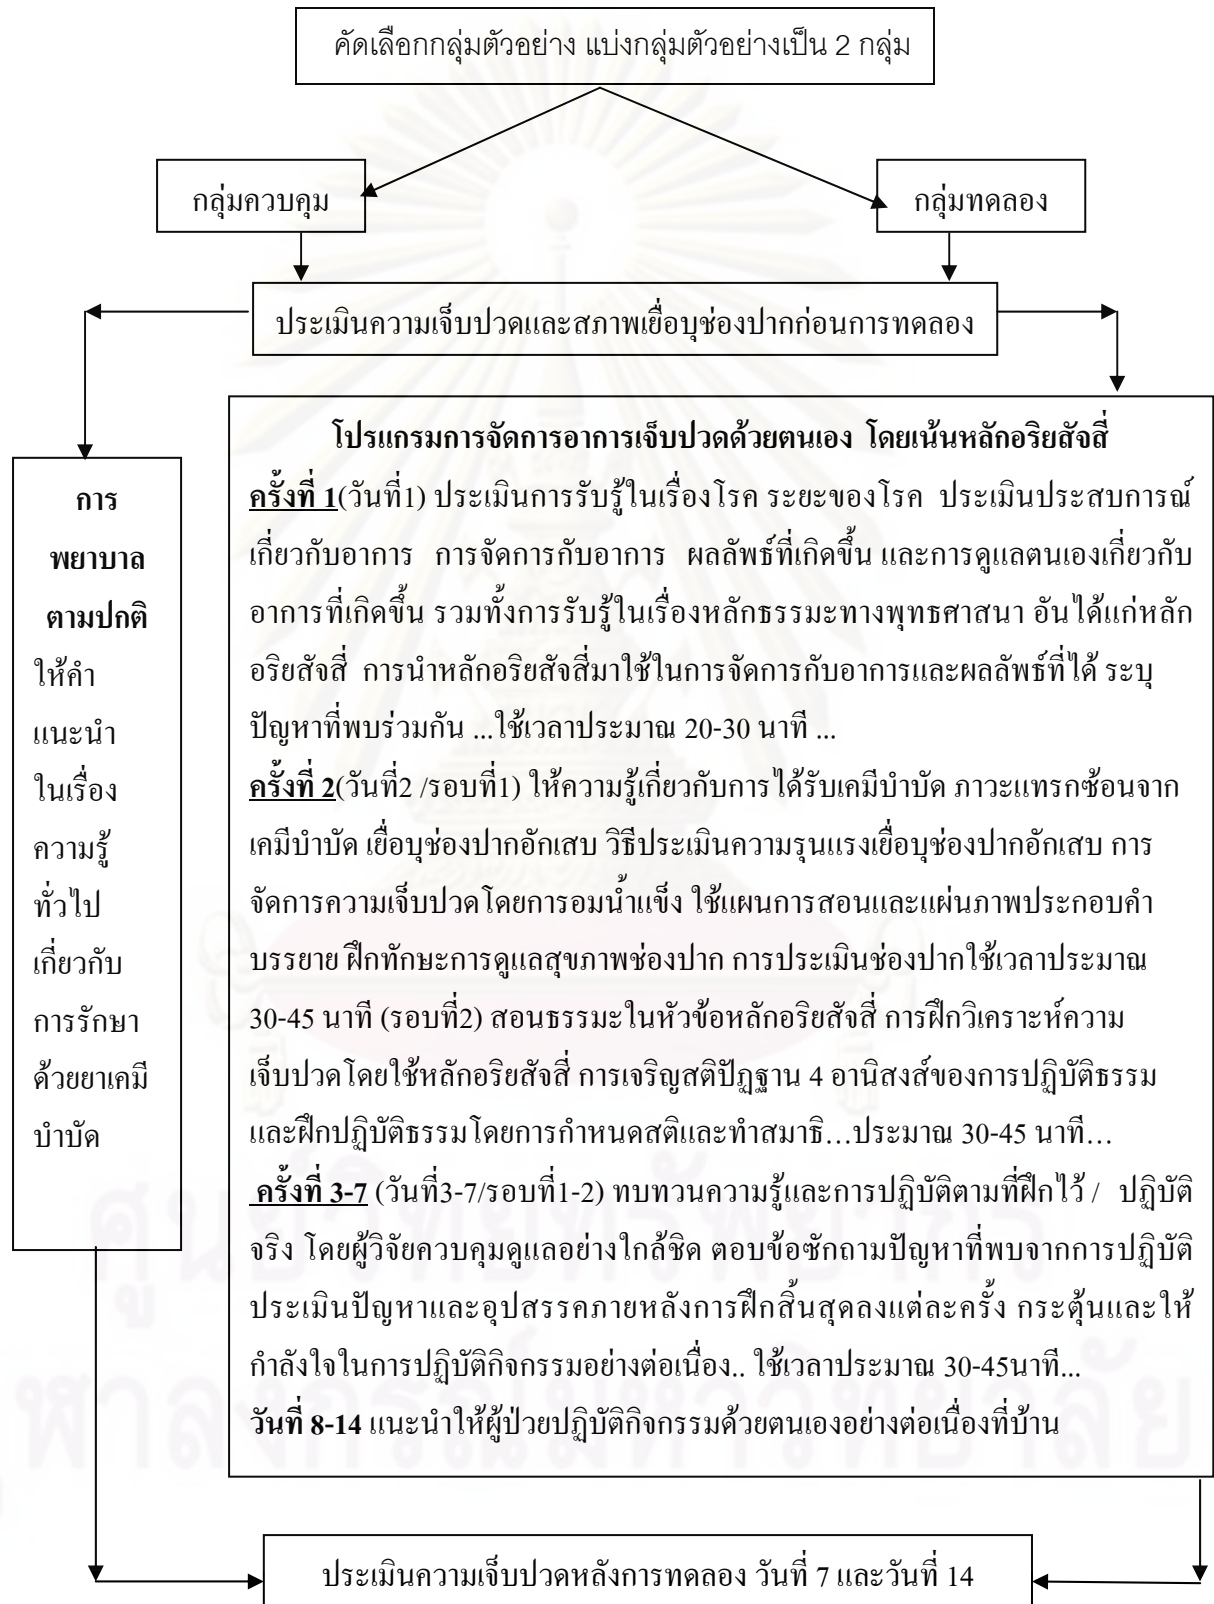 คัดเลือกกลุ่มตัวอย่าง แบ่งกลุ่มตัวอย่างเป็น 2 กลุ่ม
กลุ่มควบคุม
กลุ่มทดลอง
ประเมินความเจ็บปวดและสภาพเยื่อบุช่องปากก่อนการทดลอง
การ
พยาบาล
ตามปกติ
ให้คำ
แนะนำ
ในเรื่อง
ความรู้
ทั่วไป
เกี่ยวกับ
การรักษา
ด้วยยาเคมี
บำบัด
โปรแกรมการจัดการอาการเจ็บปวดด้วยตนเอง โดยเน้นหลักอริยสัจสี่
ครั้งที่ 1(วันที่1) ประเมินการรับรู้ในเรื่องโรค ระยะของโรค ประเมินประสบการณ์
เกี่ยวกับอาการ การจัดการกับอาการ ผลลัพธ์ที่เกิดขึ้น และการดูแลตนเองเกี่ยวกับ
อาการที่เกิดขึ้น รวมทั้งการรับรู้ในเรื่องหลักธรรมะทางพุทธศาสนา อันได้แก่หลัก
อริยสัจสี่ การนำหลักอริยสัจสี่มาใช้ในการจัดการกับอาการและผลลัพธ์ที่ได้ ระบุ
ปัญหาที่พบร่วมกัน ...ใช้เวลาประมาณ 20-30 นาที ...
ครั้งที่ 2(วันที่2 /รอบที่1) ให้ความรู้เกี่ยวกับการได้รับเคมีบำบัด ภาวะแทรกซ้อนจาก
เคมีบำบัด เยื่อบุช่องปากอักเสบ วิธีประเมินความรุนแรงเยื่อบุช่องปากอักเสบ การ
จัดการความเจ็บปวดโดยการอมน้ำแข็ง ใช้แผนการสอนและแผ่นภาพประกอบคำ
บรรยาย ฝึกทักษะการดูแลสุขภาพช่องปาก การประเมินช่องปากใช้เวลาประมาณ
30-45 นาที (รอบที่2) สอนธรรมะในหัวข้อหลักอริยสัจสี่ การฝึกวิเคราะห์ความ
เจ็บปวดโดยใช้หลักอริยสัจสี่ การเจริญสติปัฏฐาน 4 อานิสงส์ของการปฏิบัติธรรม
และฝึกปฏิบัติธรรมโดยการกำหนดสติและทำสมาธิ...ประมาณ 30-45 นาที...
ครั้งที่ 3-7 (วันที่3-7/รอบที่1-2) ทบทวนความรู้และการปฏิบัติตามที่ฝึกไว้ / ปฏิบัติ
จริง โดยผู้วิจัยควบคุมดูแลอย่างใกล้ชิด ตอบข้อซักถามปัญหาที่พบจากการปฏิบัติ
ประเมินปัญหาและอุปสรรคภายหลังการฝึกสิ้นสุดลงแต่ละครั้ง กระตุ้นและให้
กำลังใจในการปฏิบัติกิจกรรมอย่างต่อเนื่อง.. ใช้เวลาประมาณ 30-45นาที...
วันที่ 8-14 แนะนำให้ผู้ป่วยปฏิบัติกิจกรรมด้วยตนเองอย่างต่อเนื่องที่บ้าน
ประเมินความเจ็บปวดหลังการทดลอง วันที่ 7 และวันที่ 14
ศูนย์วิทยทรัพยากร
ฬาลงกรณ์มหาวิทยาลัย